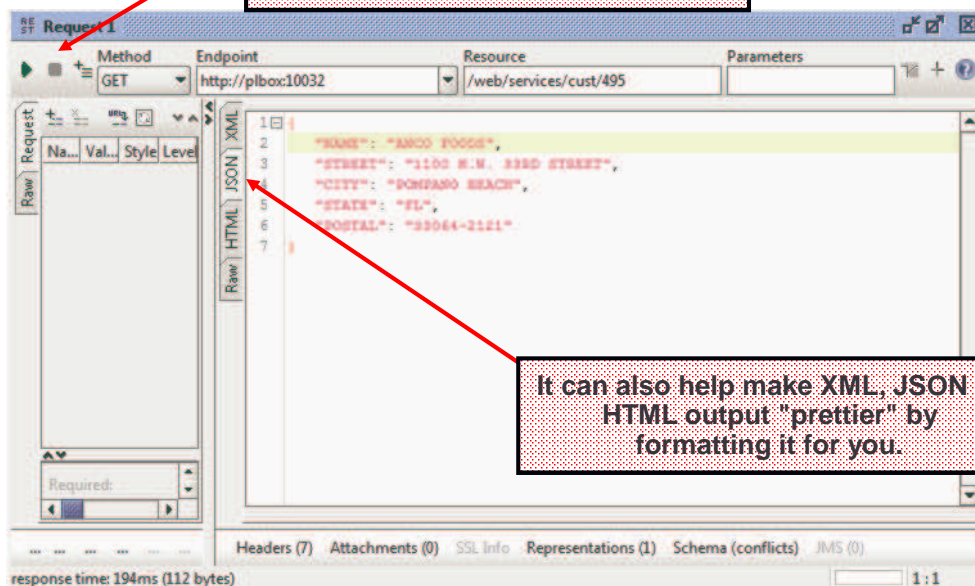 REST Request 1
Method Endpoint Resource Parameters
GET http://plbox:10032 /web/services/cust/495
Request
Raw
Na... Val... Style Level
Required:
XML
JSON
HTML
Raw
1 {
2 "NAME": "ANCO FOODS",
3 "STREET": "1100 N.W. 33RD STREET",
4 "CITY": "POMPANO BEACH",
5 "STATE": "FL",
6 "POSTAL": "33064-2121"
7 }
It can also help make XML, JSON
HTML output "prettier" by
formatting it for you.
... ... ... ... ... ...
Headers (7) Attachments (0) SSL Info Representations (1) Schema (conflicts) JMS (0)
response time: 194ms (112 bytes)
1:1